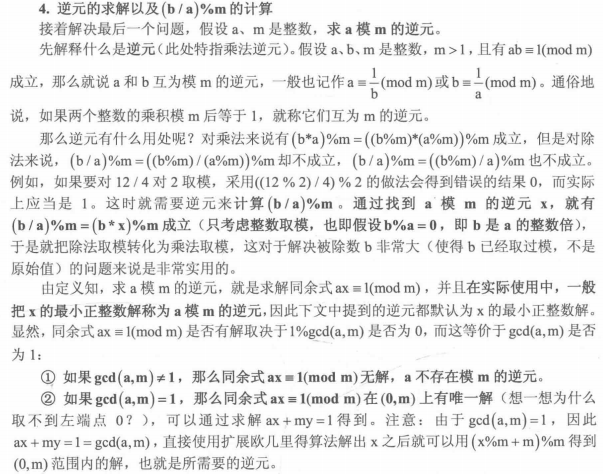 4. 逆元的求解以及(b / a)%m 的计算
接着解决最后一个问题，假设 a、m 是整数，求 a 模 m 的逆元。
先解释什么是逆元（此处特指乘法逆元）。假设 a、b、m 是整数，m > 1，且有 ab ≡ 1(mod m)
成立，那么就说 a 和 b 互为模 m 的逆元，一般也记作 a ≡ 1/b (mod m) 或 b ≡ 1/a (mod m)。通俗地
说，如果两个整数的乘积模 m 后等于 1，就称它们互为 m 的逆元。
那么逆元有什么用处呢？对乘法来说有 (b*a)%m = ((b%m)*(a%m))%m 成立，但是对除
法来说，(b / a)%m = ((b%m) / (a%m))%m 却不成立，(b / a)%m = ((b%m) / a)%m 也不成立。
例如，如果要对 12 / 4 对 2 取模，采用((12 % 2) / 4) % 2 的做法会得到错误的结果 0，而实际
上应当是 1。这时就需要逆元来计算 (b / a)%m 。通过找到 a 模 m 的逆元 x，就有
(b / a)%m = (b * x)%m 成立（只考虑整数取模，也即假设 b%a = 0，即 b 是 a 的整数倍），
于是就把除法取模转化为乘法取模，这对于解决被除数 b 非常大（使得 b 已经取过模，不是
原始值）的问题来说是非常实用的。
由定义知，求 a 模 m 的逆元，就是求解同余式 ax ≡ 1(mod m)，并且在实际使用中，一般
把 x 的最小正整数解称为 a 模 m 的逆元，因此下文中提到的逆元都默认为 x 的最小正整数解。
显然，同余式 ax ≡ 1(mod m) 是否有解取决于 1%gcd(a, m) 是否为 0，而这等价于 gcd(a, m) 是否
为 1：
① 如果 gcd(a, m) ≠ 1，那么同余式 ax ≡ 1(mod m) 无解，a 不存在模 m 的逆元。
② 如果 gcd(a, m) = 1，那么同余式 ax ≡ 1(mod m) 在 (0, m) 上有唯一解（想一想为什么
取不到左端点 0？），可以通过求解 ax + my = 1 得到。注意：由于 gcd(a, m) = 1，因此
ax + my = 1 = gcd(a, m)，直接使用扩展欧几里得算法解出 x 之后就可以用 (x%m + m)%m 得到
(0, m) 范围内的解，也就是所需要的逆元。